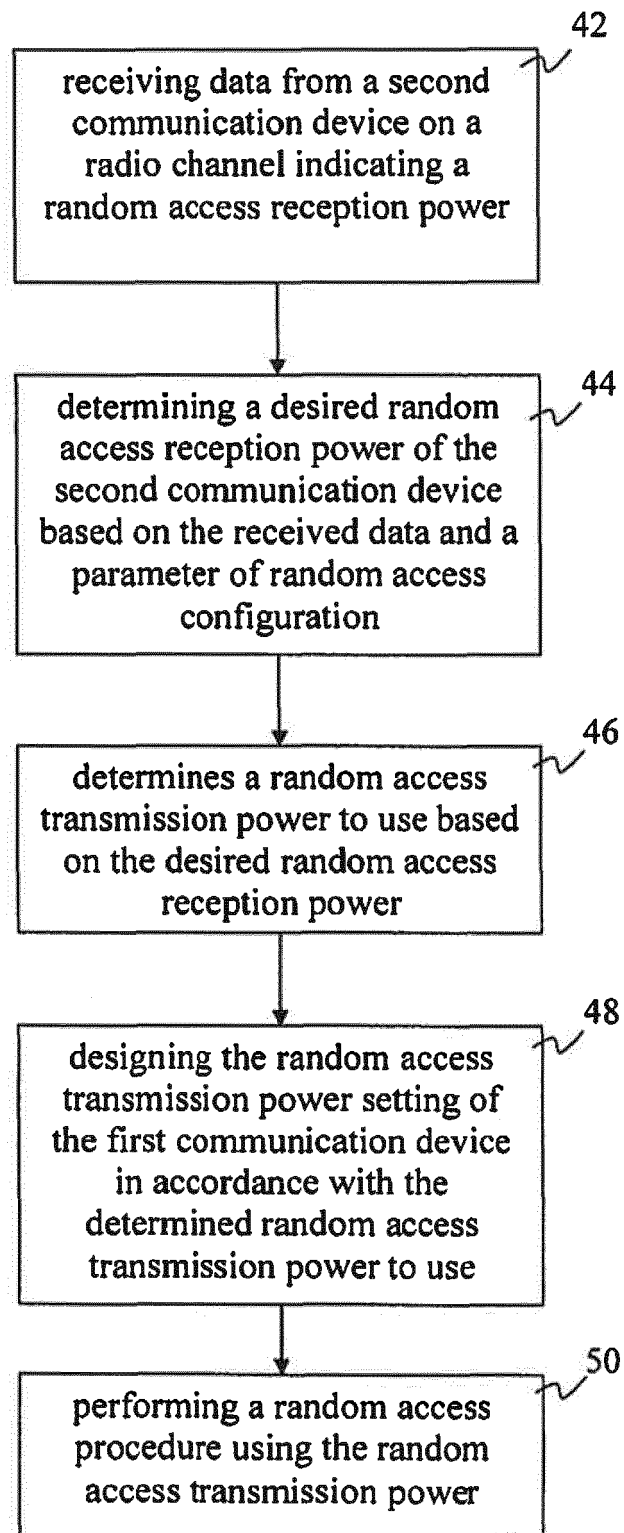 42
receiving data from a second
communication device on a
radio channel indicating a
random access reception power
44
determining a desired random
access reception power of the
second communication device
based on the received data and a
parameter of random access
configuration
46
determines a random access
transmission power to use based
on the desired random access
reception power
48
designing the random access
transmission power setting of
the first communication device
in accordance with the
determined random access
transmission power to use
50
performing a random access
procedure using the random
access transmission power